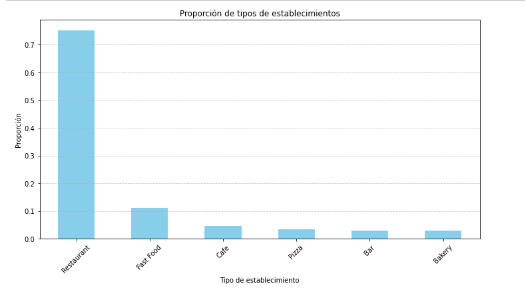 Proporción de tipos de establecimientos
0.7
0.6
0.5
0.4
0.3
0.2
0.1
0.0
Proporción
Restaurant
Fast Food
Cafe
Pizza
Bar
Bakery
Tipo de establecimiento